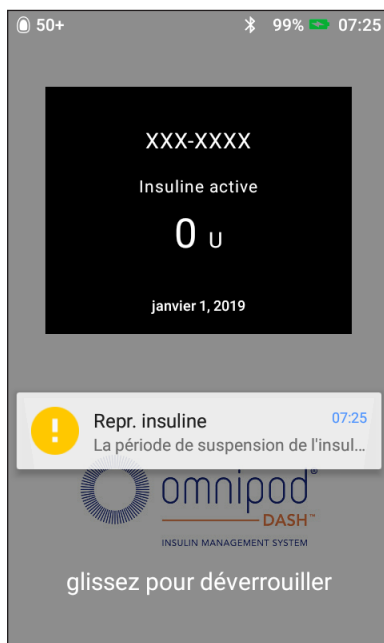 50+ 99% 07:25
XXX-XXXX
Insuline active
0 U
janvier 1, 2019
Repr. insuline 07:25
La période de suspension de l'insul...
omnipod®
DASH™
INSULIN MANAGEMENT SYSTEM
glissez pour déverrouiller